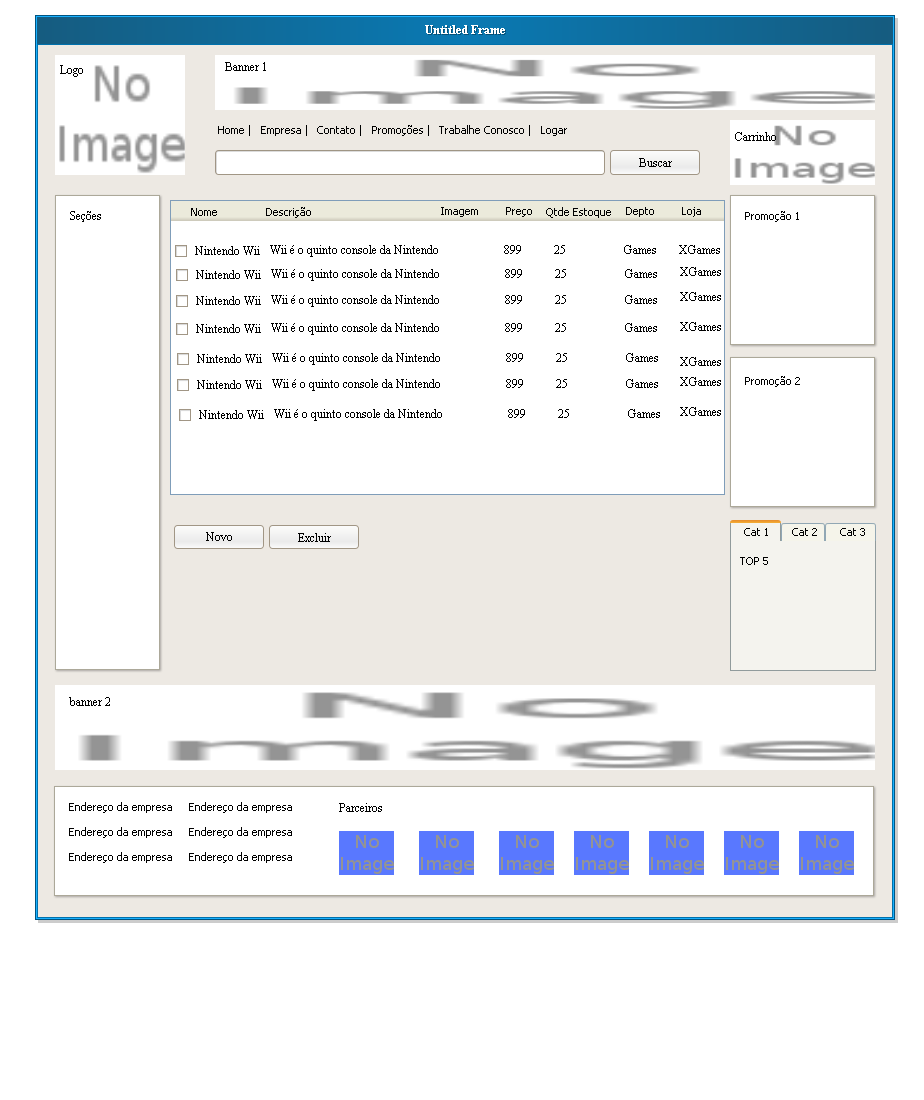 Untitled Frame
Logo
No
Image
Banner 1
No
Image
Home | Empresa | Contato | Promoções | Trabalhe Conosco | Logar
Buscar
Carrinho
No
Image
Seções
Nome Descrição Imagem Preço Qtde Estoque Depto Loja
Nintendo Wii Wii é o quinto console da Nintendo 899 25 Games XGames
Nintendo Wii Wii é o quinto console da Nintendo 899 25 Games XGames
Nintendo Wii Wii é o quinto console da Nintendo 899 25 Games XGames
Nintendo Wii Wii é o quinto console da Nintendo 899 25 Games XGames
Nintendo Wii Wii é o quinto console da Nintendo 899 25 Games XGames
Nintendo Wii Wii é o quinto console da Nintendo 899 25 Games XGames
Nintendo Wii Wii é o quinto console da Nintendo 899 25 Games XGames
Novo
Excluir
Promoção 1
Promoção 2
Cat 1 Cat 2 Cat 3
TOP 5
banner 2
No
Image
Endereço da empresa Endereço da empresa
Endereço da empresa Endereço da empresa
Endereço da empresa Endereço da empresa
Parceiros
No No No No No No No
Image Image Image Image Image Image Image